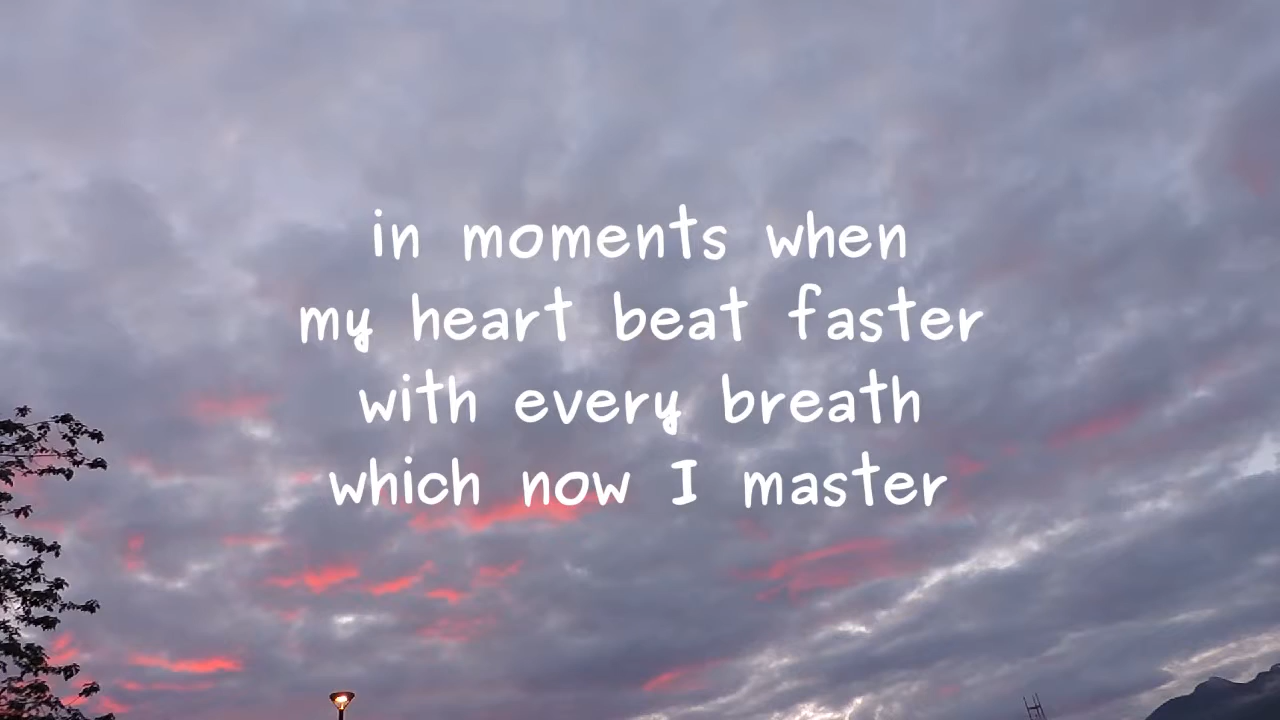 in moments when
my heart beat faster
with every breath
which now I master